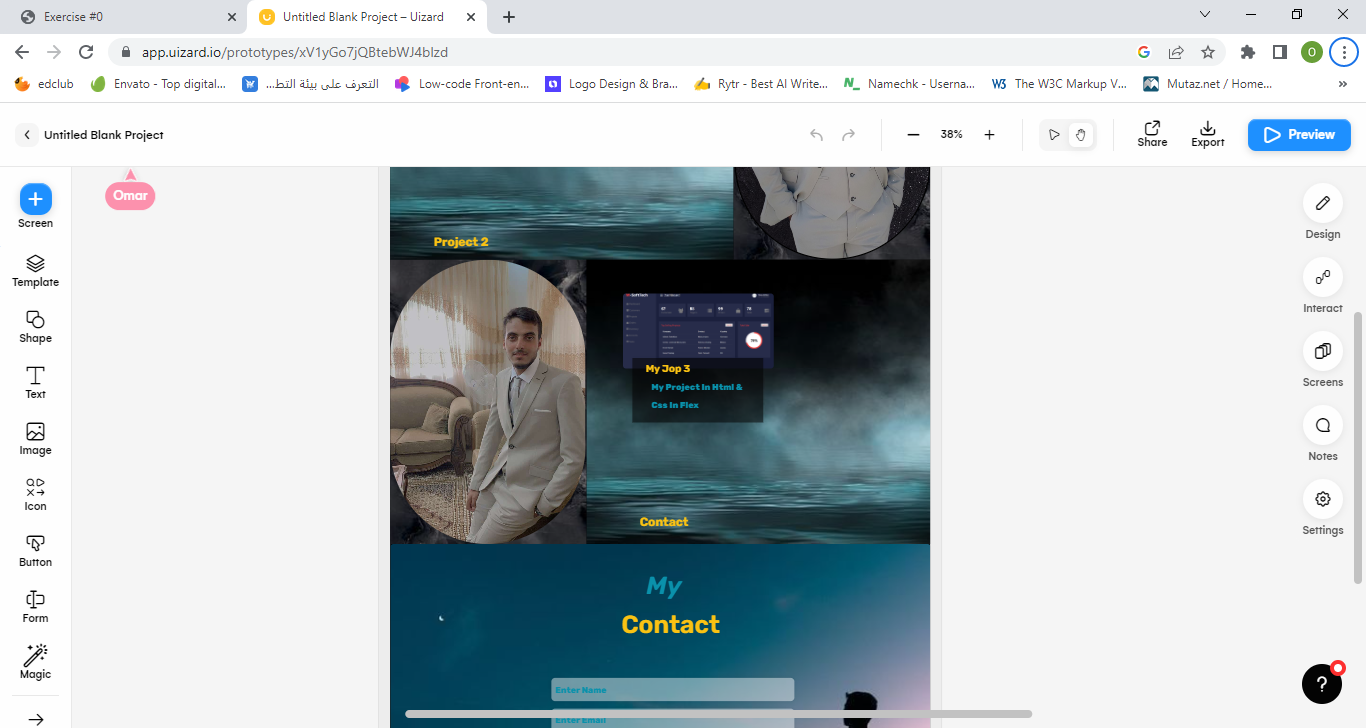 Exercise #0
Untitled Blank Project – Uizard
app.uizard.io/prototypes/xV1yGo7jQBtebWJ4blzd
O
edclub
Envato - Top digital...
التعرف على بيئة التط...
Low-code Front-en...
Logo Design & Bra...
Rytr - Best AI Write...
Namechk - Userna...
W3 The W3C Markup V...
Mutaz.net / Home...
»
Untitled Blank Project
38%
Share
Export
Preview
Omar
Screen
Template
Shape
Text
Image
Icon
Button
Form
Magic
Project 2
My Jop 3
My Project In Html &
Css In Flex
Contact
My
Contact
Enter Name
Enter Email
Design
Interact
Screens
Notes
Settings
?